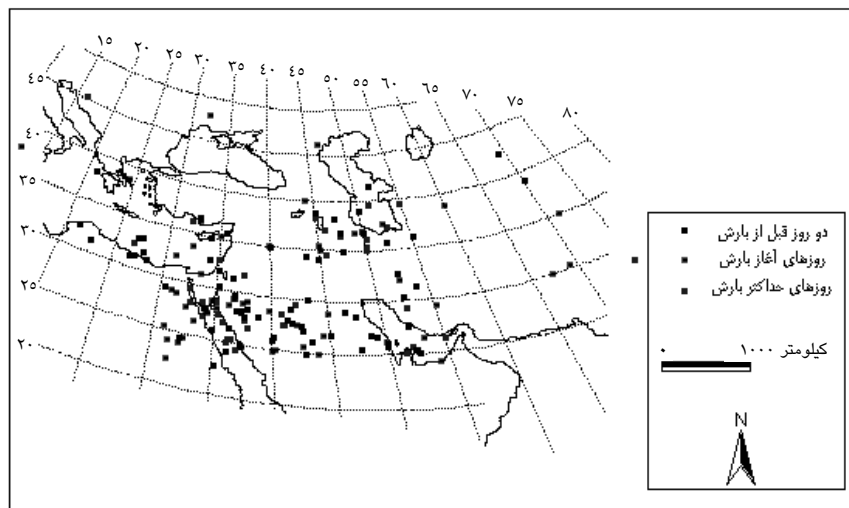 ۱۵ ۲۰ ۲۵ ۳۰ ۳۵ ۴۰ ۴۵ ۵۰ ۵۵ ۶۰ ۶۵ ۷۰ ۷۵ ۸۰
۴۵
۴۰
۳۵
۳۰
۲۵
۲۰
دو روز قبل از بارش
روزهای آغاز بارش
روزهای حداکثر بارش
۰ ۱۰۰۰ کیلومتر
N